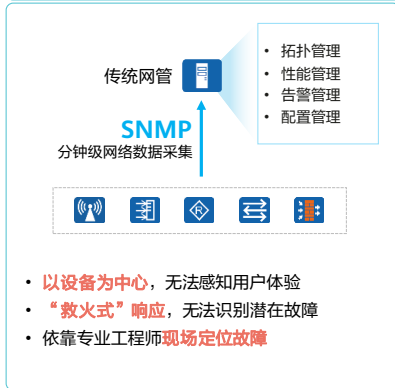 传统网管
• 拓扑管理
• 性能管理
• 告警管理
• 配置管理
SNMP
分钟级网络数据采集
R
• 以设备为中心，无法感知用户体验
• “救火式”响应，无法识别潜在故障
• 依靠专业工程师现场定位故障